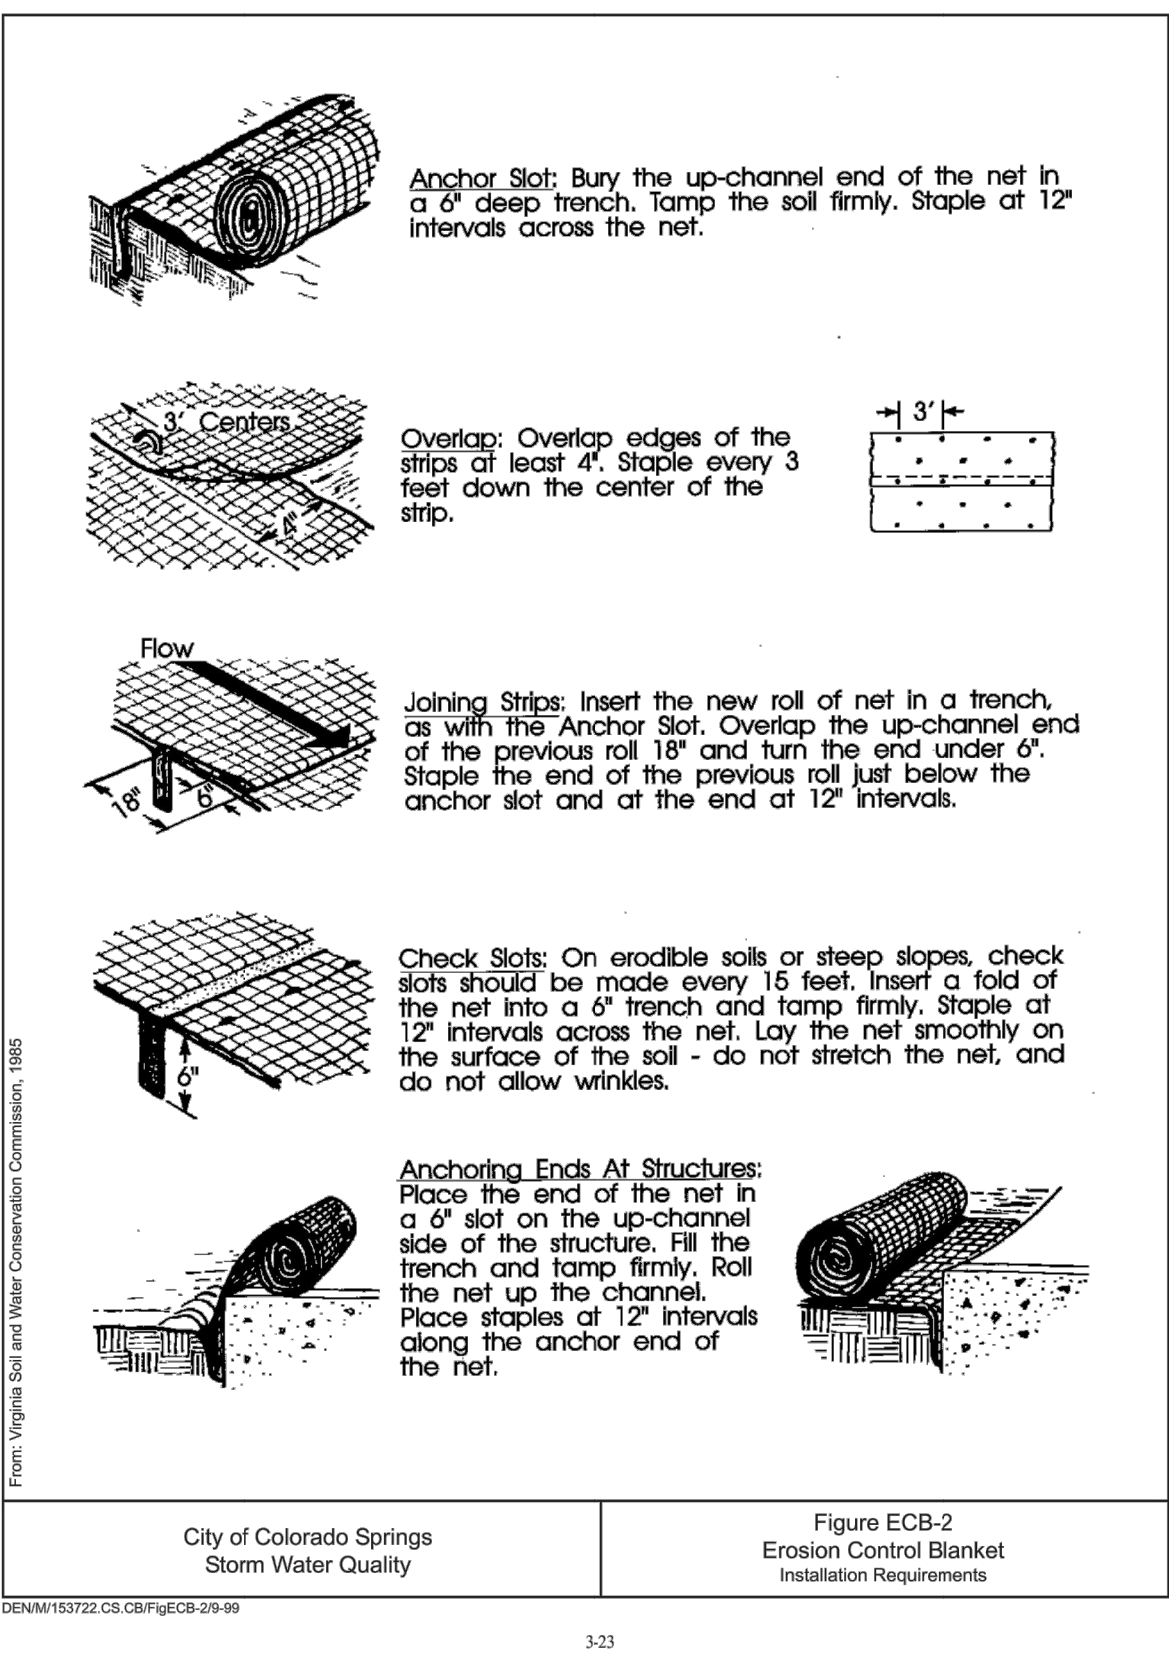 Anchor Slot: Bury the up-channel end of the net in
a 6" deep trench. Tamp the soil firmly. Staple at 12"
intervals across the net.
3' Centers
4"
Overlap: Overlap edges of the
strips at least 4". Staple every 3
feet down the center of the
strip.
3'
Flow
18"
6"
Joining Strips: Insert the new roll of net in a trench,
as with the Anchor Slot. Overlap the up-channel end
of the previous roll 18" and turn the end under 6".
Staple the end of the previous roll just below the
anchor slot and at the end at 12" intervals.
6"
Check Slots: On erodible soils or steep slopes, check
slots should be made every 15 feet. Insert a fold of
the net into a 6" trench and tamp firmly. Staple at
12" intervals across the net. Lay the net smoothly on
the surface of the soil - do not stretch the net, and
do not allow wrinkles.
Anchoring Ends At Structures:
Place the end of the net in
a 6" slot on the up-channel
side of the structure. Fill the
trench and tamp firmly. Roll
the net up the channel.
Place staples at 12" intervals
along the anchor end of
the net.
From: Virginia Soil and Water Conservation Commission, 1985
City of Colorado Springs
Storm Water Quality
Figure ECB-2
Erosion Control Blanket
Installation Requirements
DEN/M/153722.CS.CB/FigECB-2/9-99
3-23